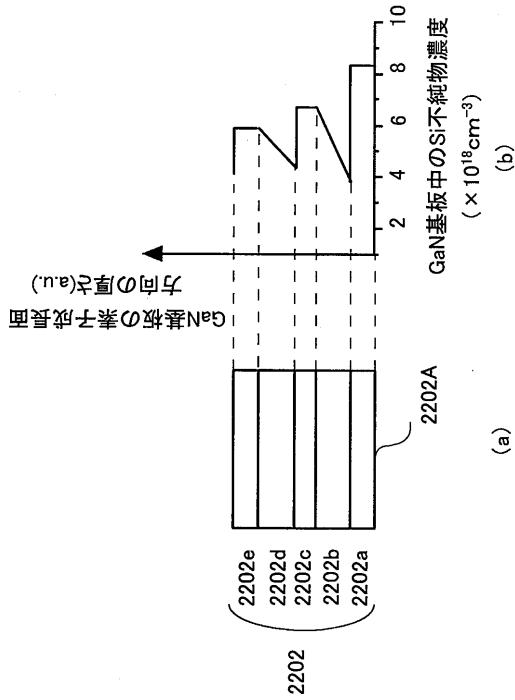 2202
2202e
2202d
2202c
2202b
2202a
2202A
(a)
GaN基板の素子成長面
方向の厚さ(a.u.)
2
4
6
8
10
GaN基板中のSi不純物濃度
(×10¹⁸cm⁻³)
(b)